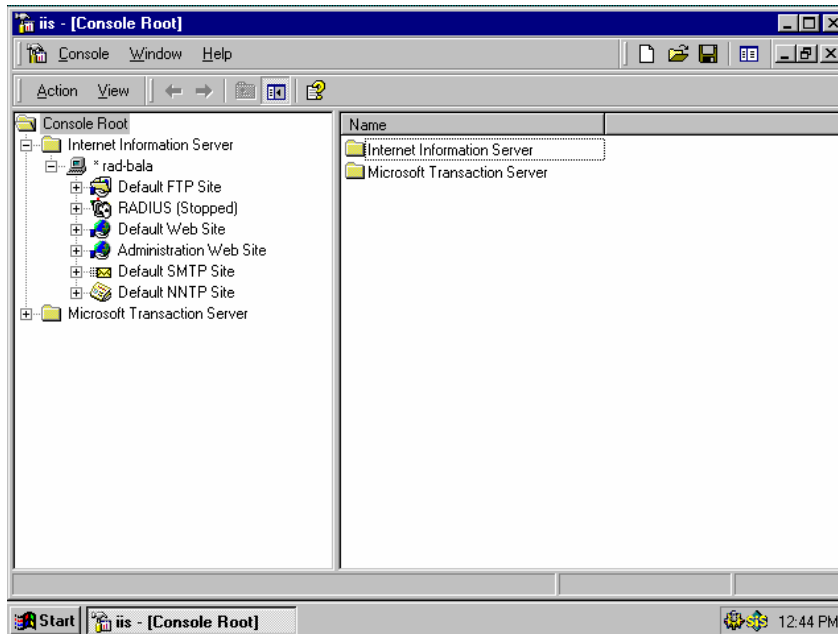 iis - [Console Root]
Console Window Help
Action View
Console Root
Internet Information Server
* rad-bala
Default FTP Site
RADIUS (Stopped)
Default Web Site
Administration Web Site
Default SMTP Site
Default NNTP Site
Microsoft Transaction Server
Name
Internet Information Server
Microsoft Transaction Server
Start iis - [Console Root] 12:44 PM